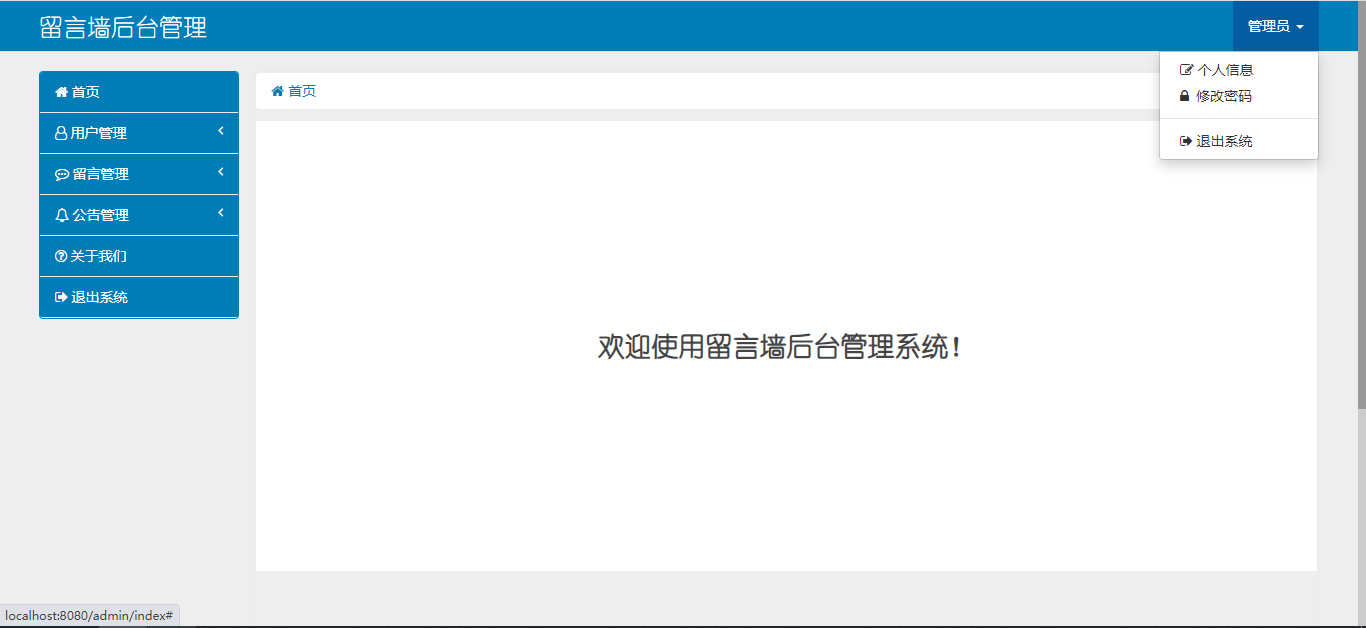 留言墙后台管理
管理员
个人信息
修改密码
退出系统
首页
用户管理
留言管理
公告管理
关于我们
退出系统
首页
欢迎使用留言墙后台管理系统！
localhost:8080/admin/index#